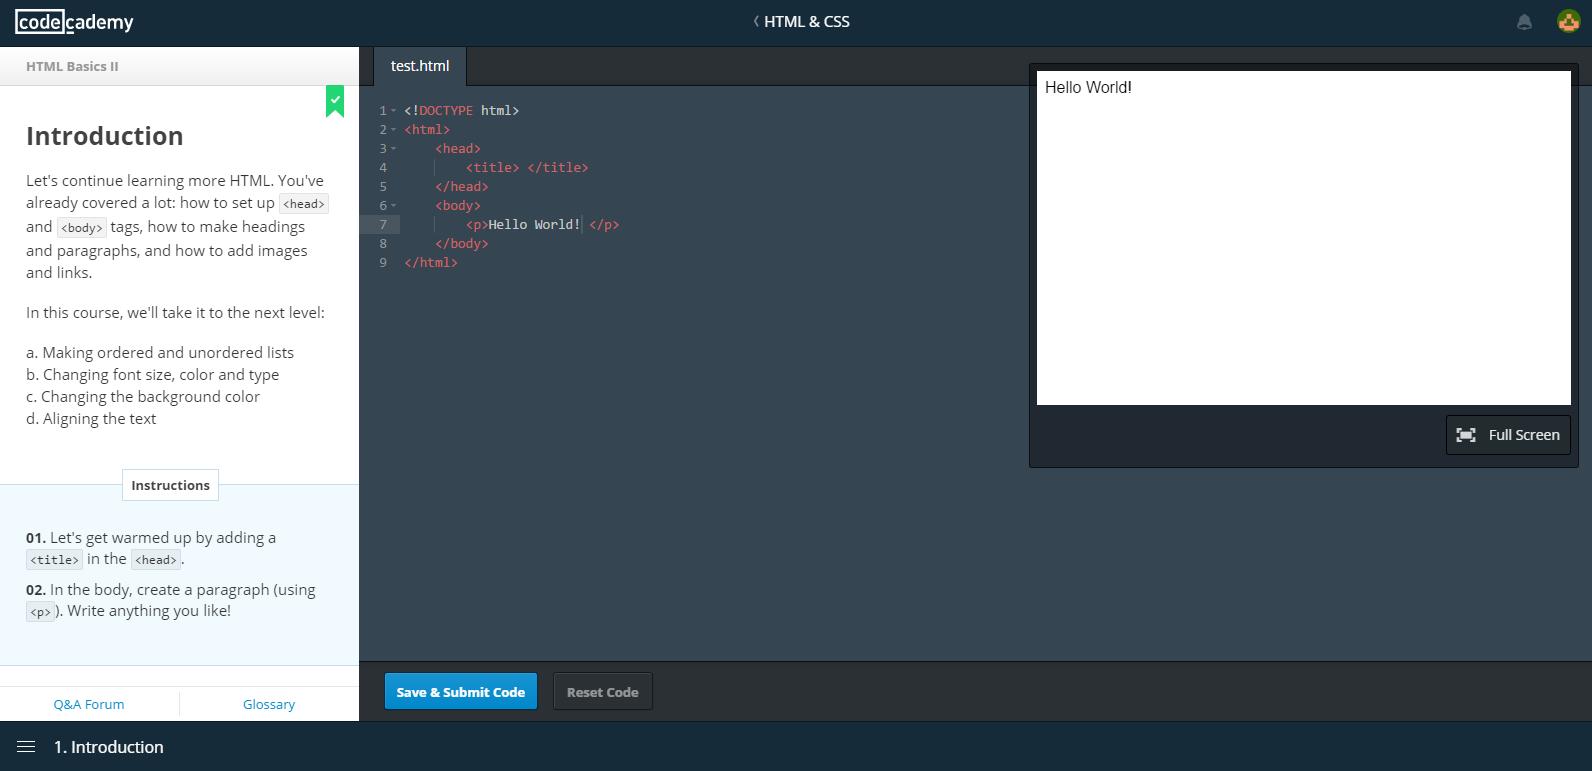 codecademy
HTML & CSS
HTML Basics II
Introduction
Let's continue learning more HTML. You've
already covered a lot: how to set up <head>
and <body> tags, how to make headings
and paragraphs, and how to add images
and links.
In this course, we'll take it to the next level:
a. Making ordered and unordered lists
b. Changing font size, color and type
c. Changing the background color
d. Aligning the text
Instructions
01. Let's get warmed up by adding a
<title> in the <head>.
02. In the body, create a paragraph (using
<p>). Write anything you like!
Q&A Forum
Glossary
test.html
1 <!DOCTYPE html>
2 <html>
3 <head>
4 <title> </title>
5 </head>
6 <body>
7 <p>Hello World! </p>
8 </body>
9 </html>
Hello World!
Full Screen
Save & Submit Code
Reset Code
1. Introduction